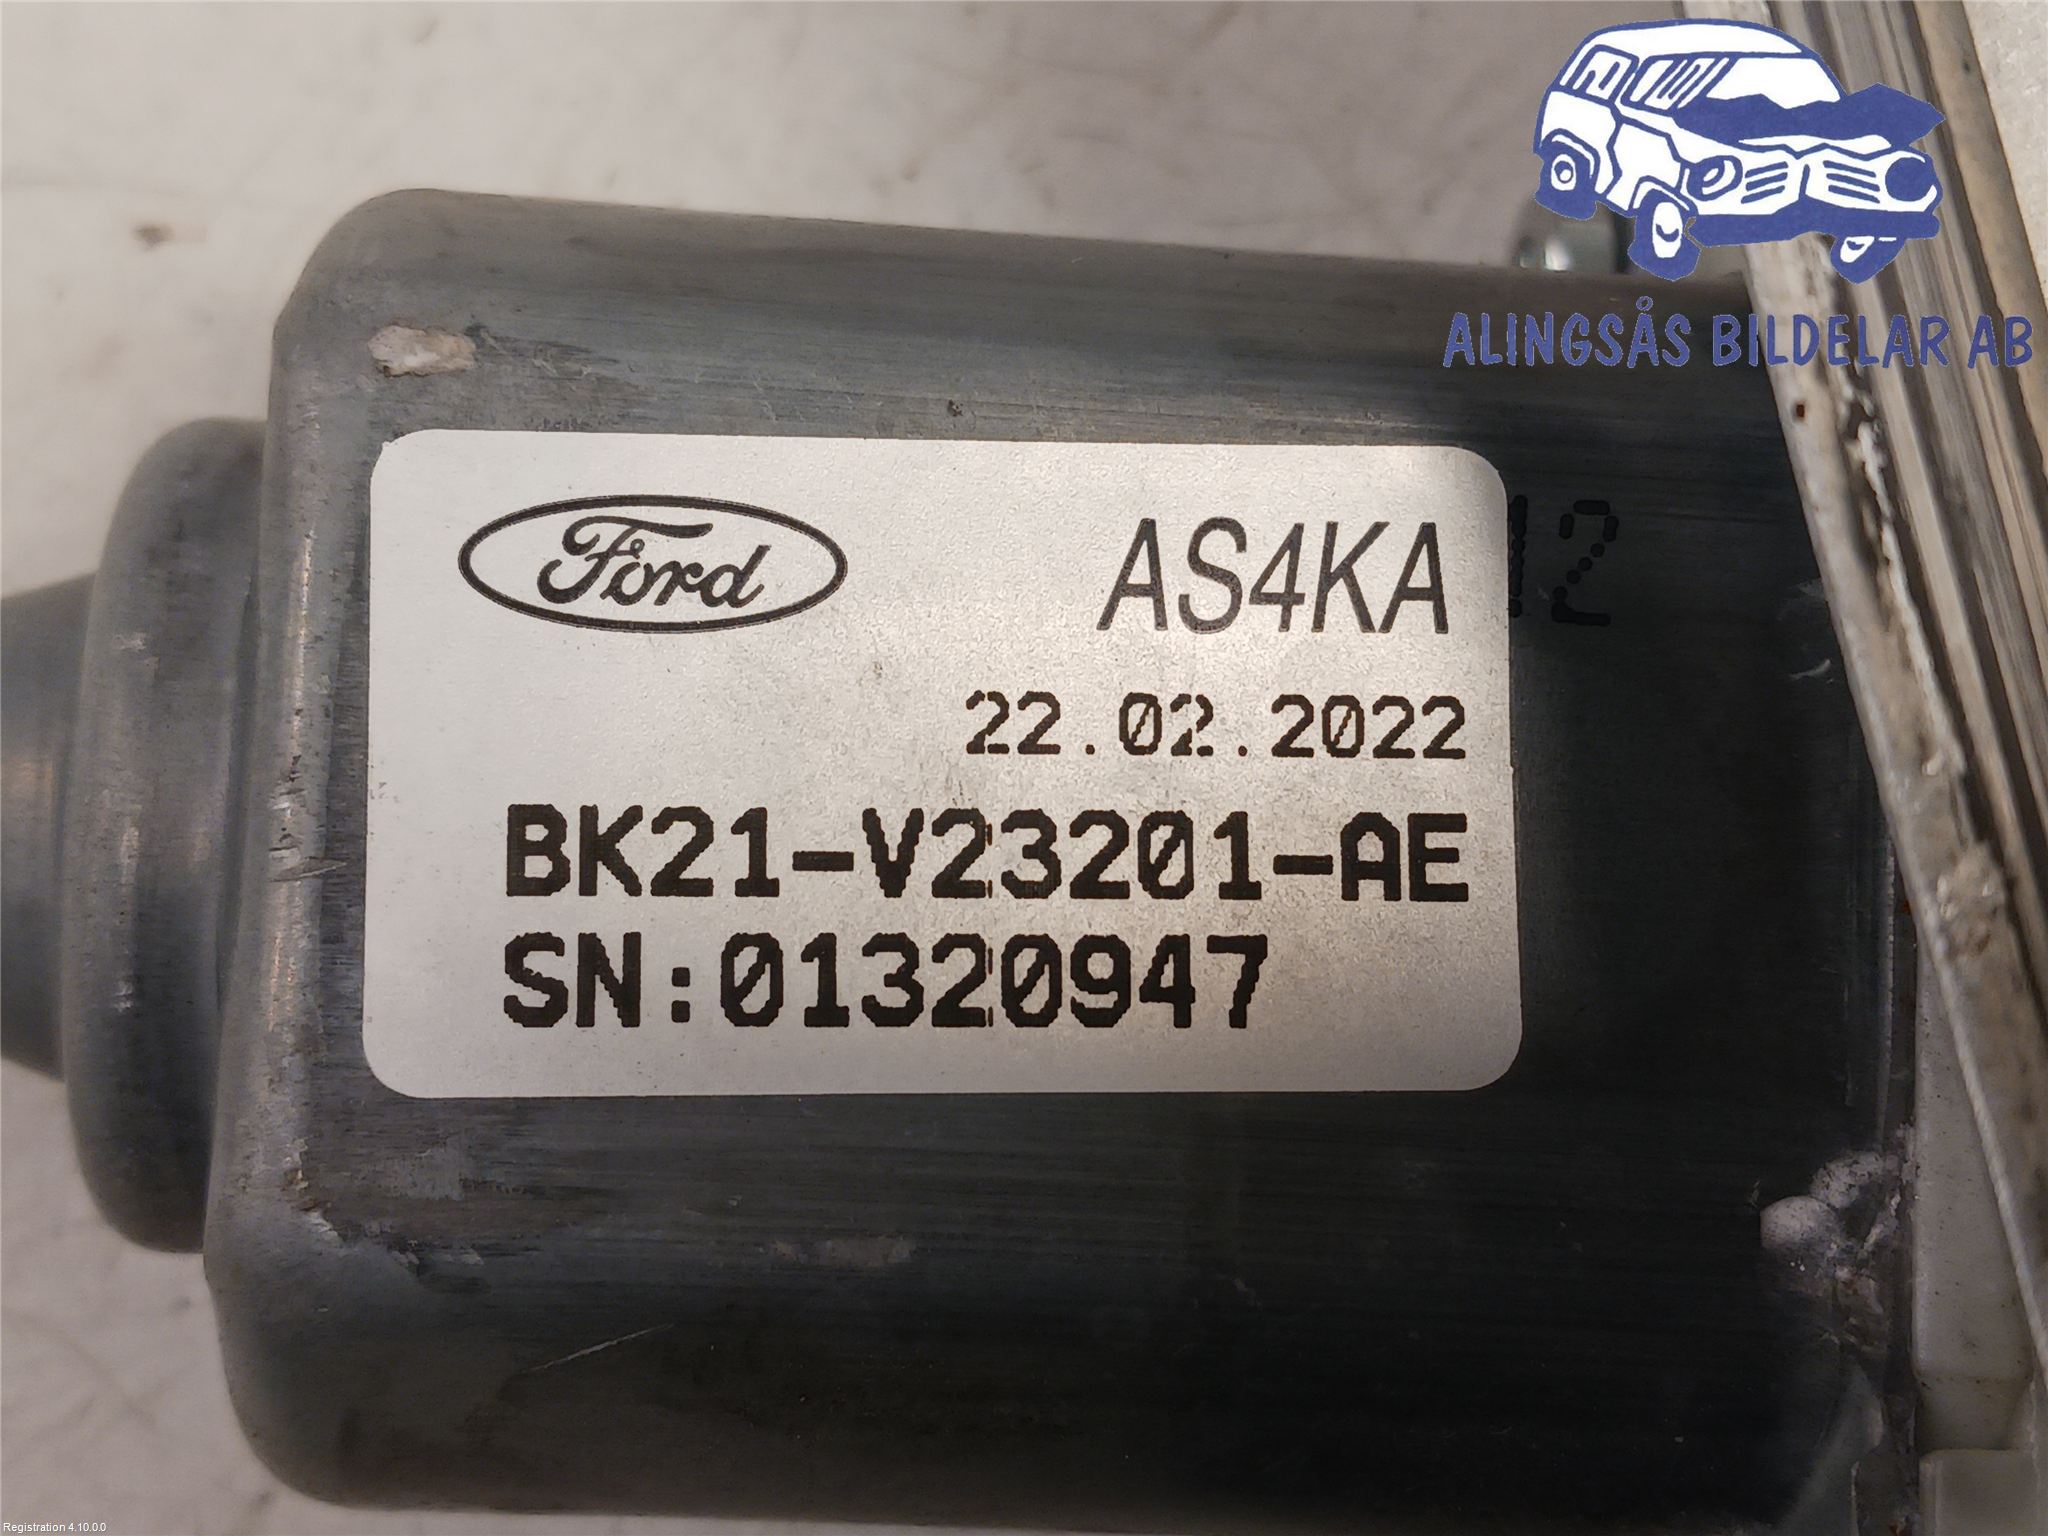 ALINGSÅS BILDELAR AB
Ford
AS4KA
22.02.2022
BK21-V23201-AE
SN:01320947
Registration 4.10.0.0